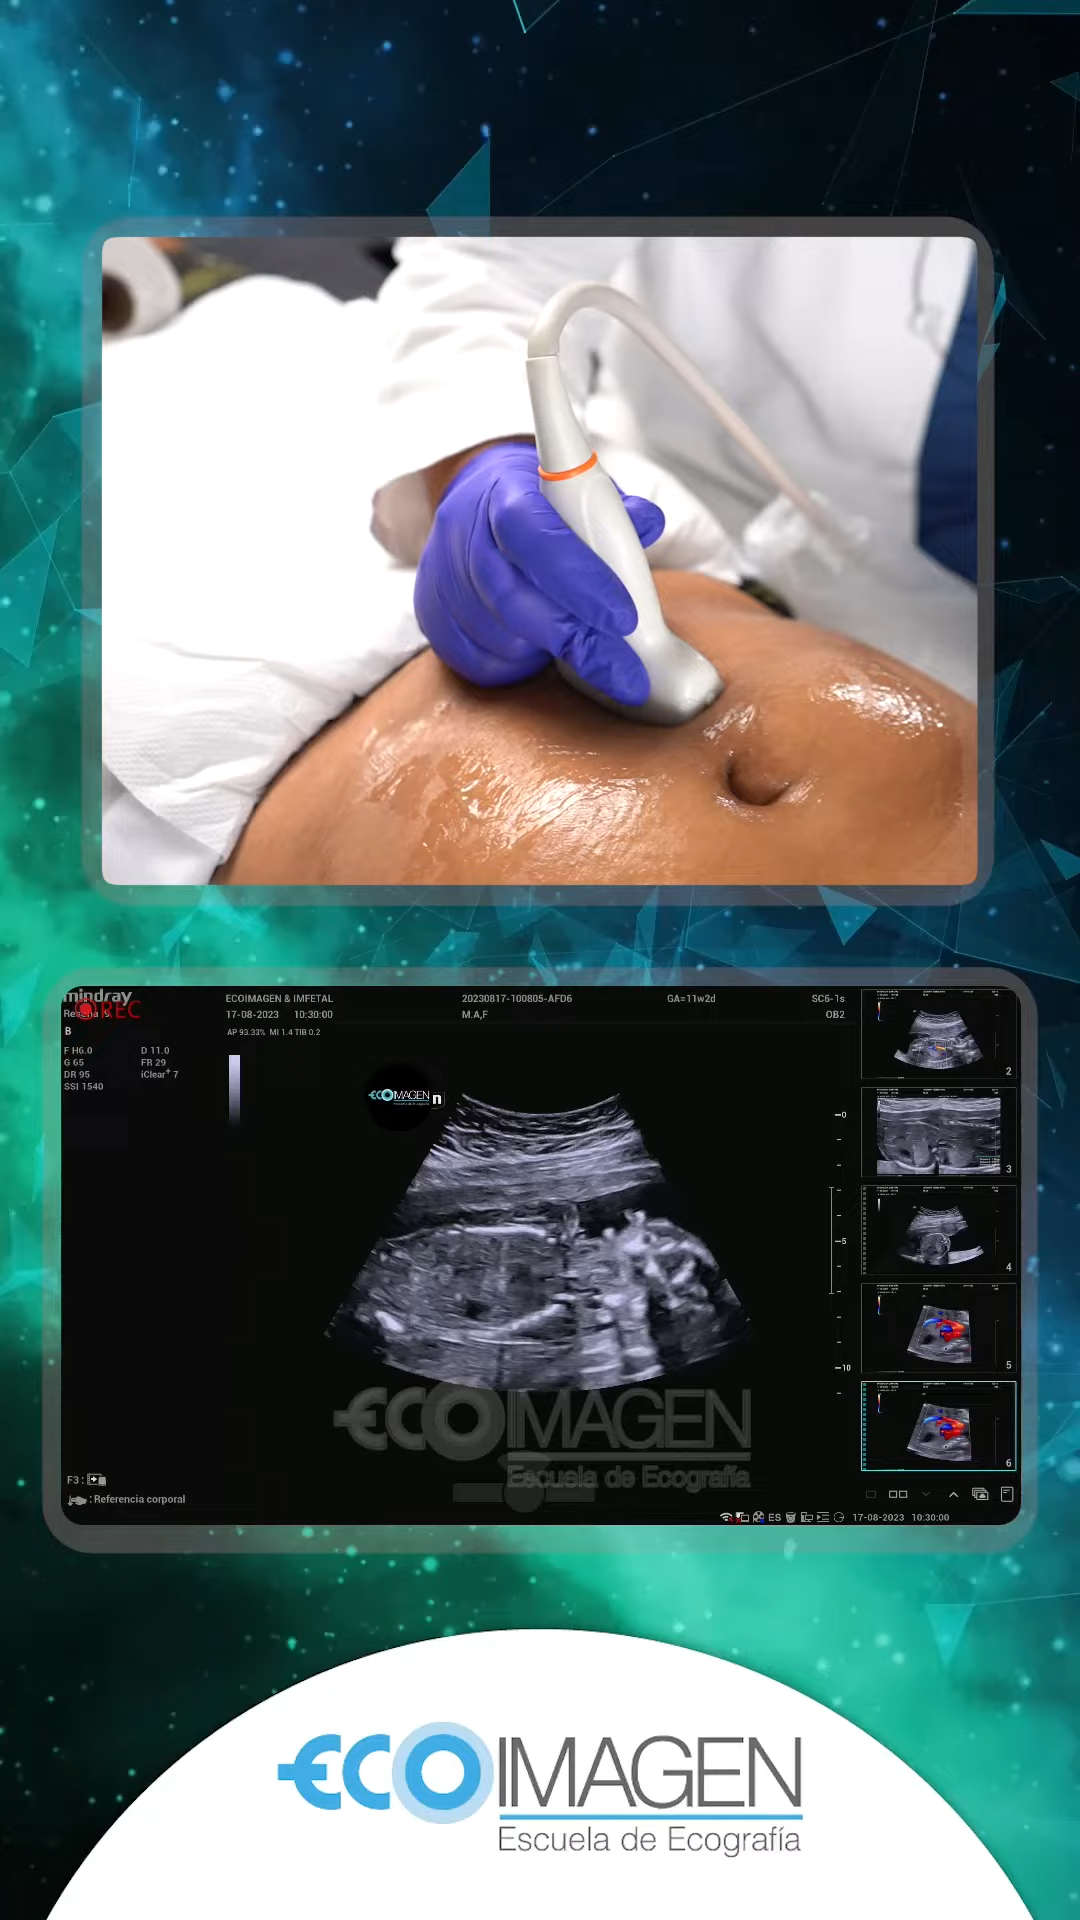 mindray
REC
ECOIMAGEN & IMFETAL
20230817-100805-AFD6
GA=11w2d
SC6-1s
17-08-2023 10:30:00
M.A,F
OB2
B
AP 93.33% MI 1.4 TIB 0.2
F H6.0 D 11.0
G 65 FR 29
DR 95 iClear+ 7
SSI 1540
ECOIMAGEN
n
0
5
10
2
3
4
5
6
ECOIMAGEN
Escuela de Ecografía
F3 :
: Referencia corporal
ES 17-08-2023 10:30:00
ECOIMAGEN
Escuela de Ecografía